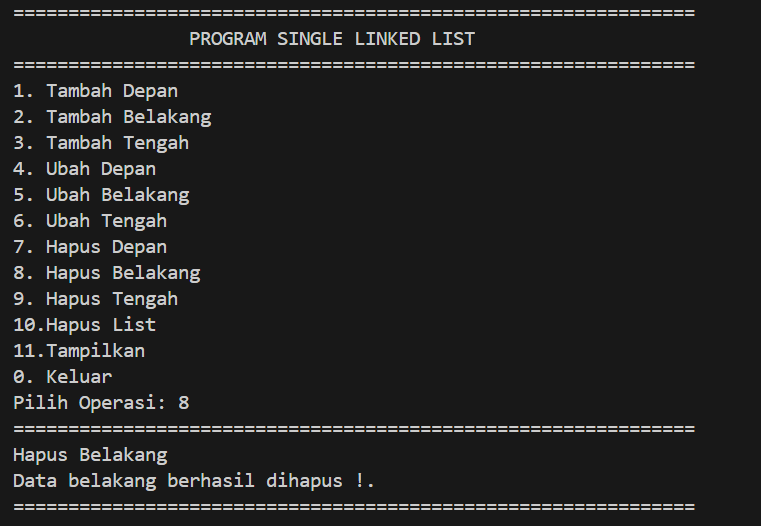 ==============================================================
PROGRAM SINGLE LINKED LIST
==============================================================
1. Tambah Depan
2. Tambah Belakang
3. Tambah Tengah
4. Ubah Depan
5. Ubah Belakang
6. Ubah Tengah
7. Hapus Depan
8. Hapus Belakang
9. Hapus Tengah
10.Hapus List
11.Tampilkan
0. Keluar
Pilih Operasi: 8
==============================================================
Hapus Belakang
Data belakang berhasil dihapus !.
==============================================================